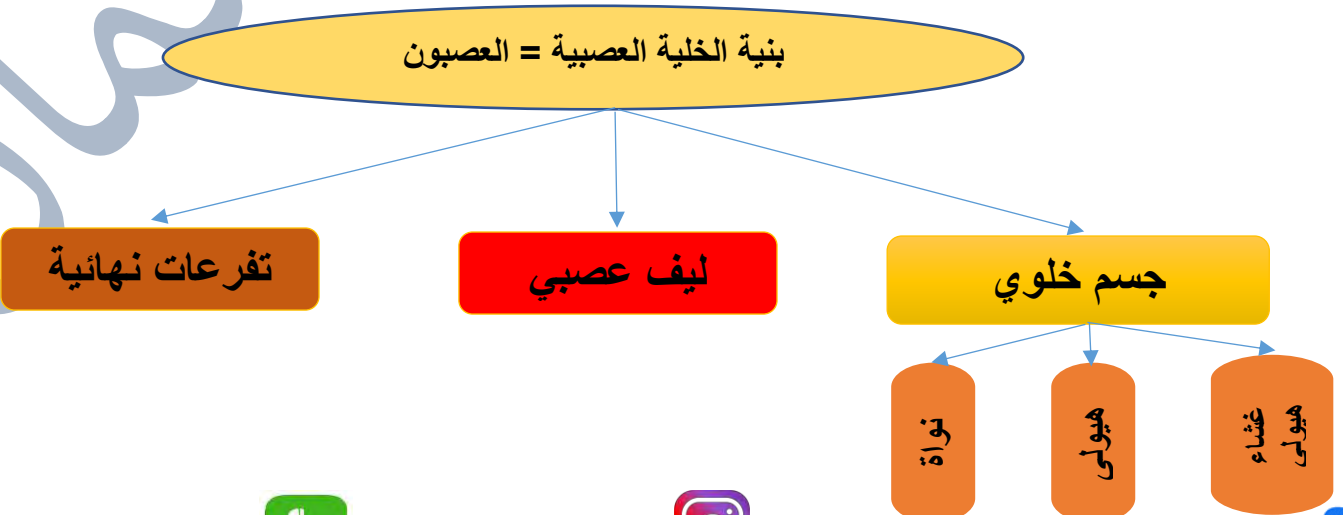 بنية الخلية العصبية = العصبون
جسم خلوي
ليف عصبي
تفرعات نهائية
غشاء
هيولى
هيولى
نواة